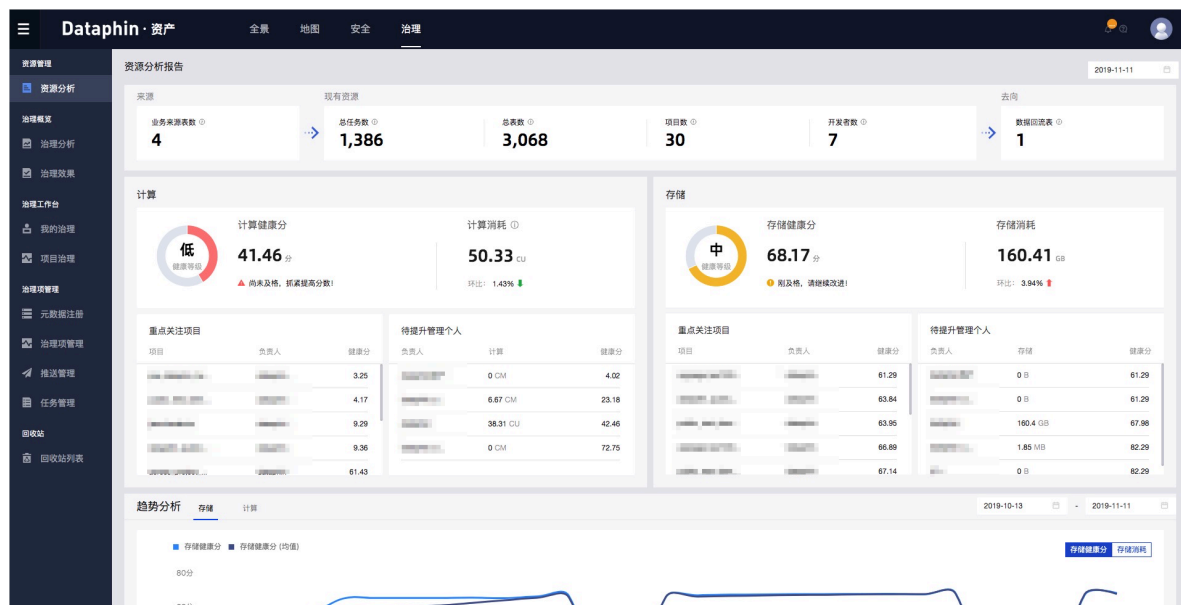 Dataphin · 资产
全景 地图 安全 治理
资源管理
资源分析
治理概览
治理分析
治理效果
治理工作台
我的治理
项目治理
治理项管理
元数据注册
治理项管理
推送管理
任务管理
回收站
回收站列表
资源分析报告
2019-11-11
来源 现有资源 去向
业务来源表数 总任务数 总表数 项目数 开发者数 数据回流表
4 1,386 3,068 30 7 1
计算
低
健康等级
计算健康分
41.46 分
尚未及格，抓紧提高分数!
计算消耗
50.33 CU
环比: 1.43%
重点关注项目
项目 负责人 健康分
3.25
4.17
9.29
9.36
61.43
待提升管理个人
负责人 计算 健康分
0 CM 4.02
6.67 CM 23.18
38.31 CU 42.46
0 CM 72.75
存储
中
健康等级
存储健康分
68.17 分
刚及格，请继续改进!
存储消耗
160.41 GB
环比: 3.94%
重点关注项目
项目 负责人 健康分
61.29
63.84
63.95
66.89
67.14
待提升管理个人
负责人 存储 健康分
0 B 61.29
0 B 61.29
160.4 GB 67.98
1.85 MB 82.29
0 B 82.29
趋势分析 存储 计算
2019-10-13 - 2019-11-11
存储健康分 存储健康分 (均值)
存储健康分 存储消耗
80分